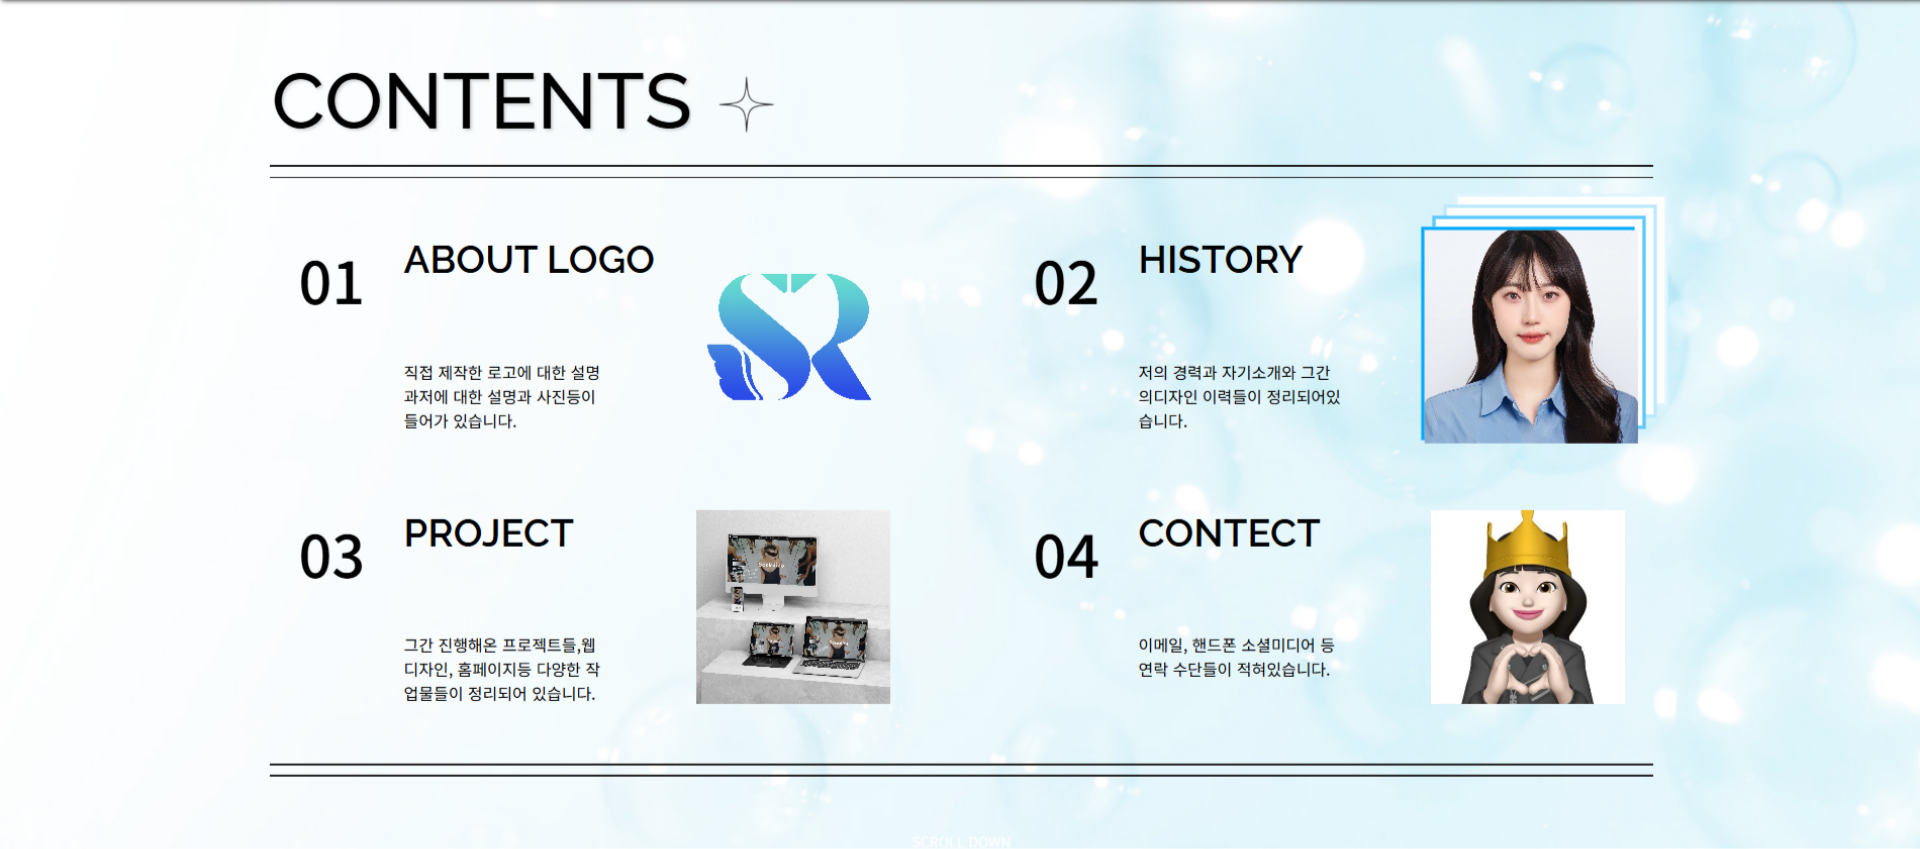 CONTENTS
01
ABOUT LOGO
직접 제작한 로고에 대한 설명
과저에 대한 설명과 사진등이
들어가 있습니다.
SR
02
HISTORY
저의 경력과 자기소개와 그간
의디자인 이력들이 정리되어있
습니다.
03
PROJECT
그간 진행해온 프로젝트들,웹
디자인, 홈페이지등 다양한 작
업물들이 정리되어 있습니다.
04
CONTECT
이메일, 핸드폰 소셜미디어 등
연락 수단들이 적혀있습니다.
SCROLL DOWN